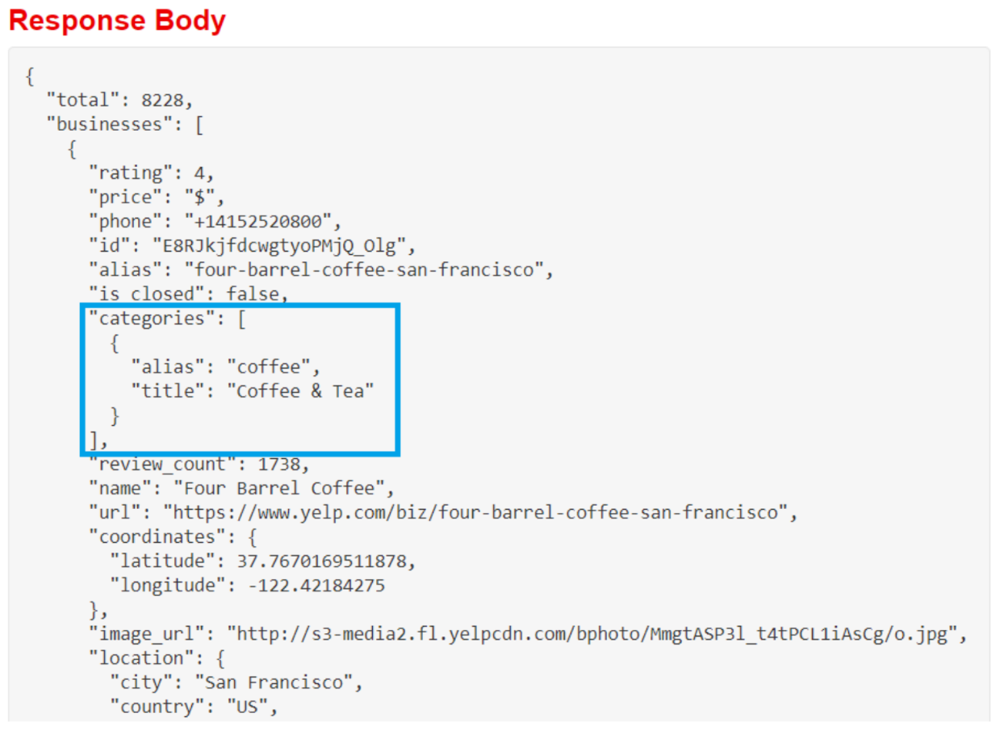 Response Body
{
"total": 8228,
"businesses": [
{
"rating": 4,
"price": "$",
"phone": "+14152520800",
"id": "E8RJkjfdcwgtyoPMjQ_Olg",
"alias": "four-barrel-coffee-san-francisco",
"is closed": false,
"categories": [
{
"alias": "coffee",
"title": "Coffee & Tea"
}
],
"review_count": 1738,
"name": "Four Barrel Coffee",
"url": "https://www.yelp.com/biz/four-barrel-coffee-san-francisco",
"coordinates": {
"latitude": 37.7670169511878,
"longitude": -122.42184275
},
"image_url": "http://s3-media2.fl.yelpcdn.com/bphoto/MmgtASP3l_t4tPCL1iAsCg/o.jpg",
"location": {
"city": "San Francisco",
"country": "US",